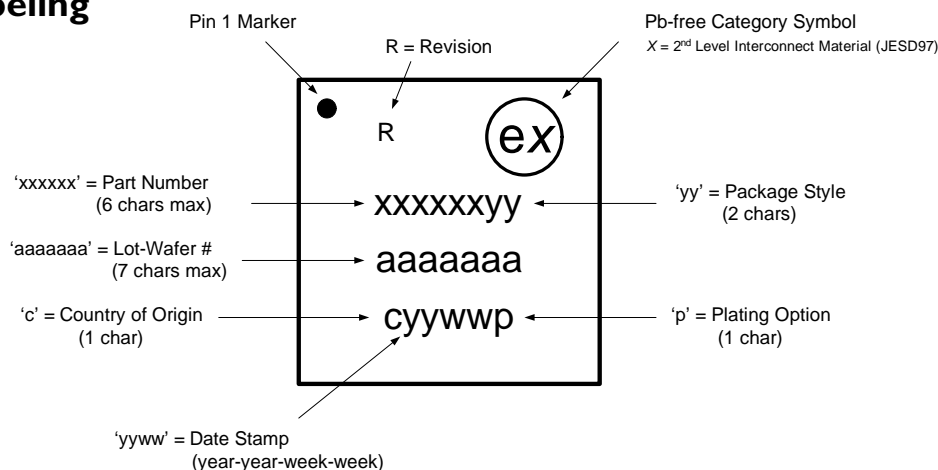 Pin 1 Marker
R = Revision
Pb-free Category Symbol
X = 2nd Level Interconnect Material (JESD97)
R
ex
'xxxxxx' = Part Number
(6 chars max)
xxxxxxyy
'yy' = Package Style
(2 chars)
'aaaaaaa' = Lot-Wafer #
(7 chars max)
aaaaaaa
'c' = Country of Origin
(1 char)
cyywwp
'p' = Plating Option
(1 char)
'yyww' = Date Stamp
(year-year-week-week)